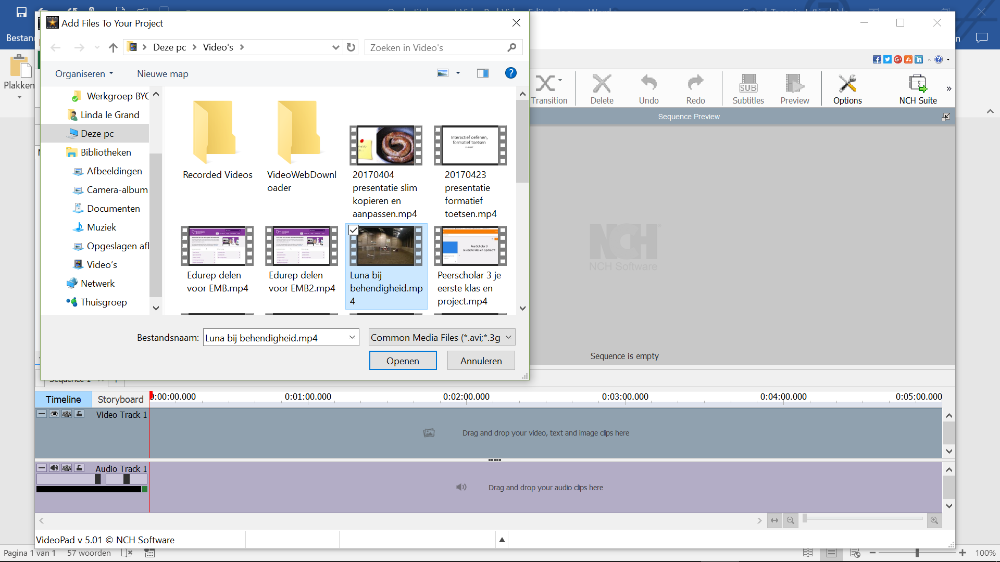 Add Files To Your Project
Bestand
Deze pc
Video's
Zoeken in Video's
Organiseren
Nieuwe map
Plakken
Werkgroep BYO
Linda le Grand
Deze pc
Bibliotheken
Afbeeldingen
Camera-album
Documenten
Muziek
Opgeslagen afl
Video's
Netwerk
Thuisgroep
Recorded Videos
VideoWebDownl
oader
20170404
presentatie slim
kopieren en
aanpassen.mp4
Interactief oefenen,
formatief toetsen
20170423
presentatie
formatief
toetsen.mp4
Edurep delen
voor EMB.mp4
Edurep delen
voor EMB2.mp4
Luna bij
behendigheid.mp
4
PeerScholar 3
Je eerste klas en opdracht
Peerscholar 3 je
eerste klas en
project.mp4
Bestandsnaam:
Luna bij behendigheid.mp4
Common Media Files (*.avi;*.3g
Openen
Annuleren
Transition
Delete
Undo
Redo
SUB
Subtitles
Preview
Options
NCH Suite
Sequence Preview
NCH
NCH Software
Sequence is empty
Sequence 1
Timeline
Storyboard
0:00:00.000
0:01:00.000
0:02:00.000
0:03:00.000
0:04:00.000
0:05:00.000
Video Track 1
Drag and drop your video, text and image clips here
Audio Track 1
Drag and drop your audio clips here
VideoPad v 5.01 © NCH Software
Pagina 1 van 1
57 woorden
100%